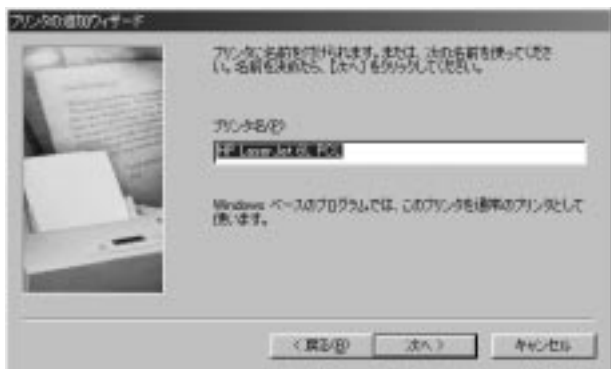 プリンタの追加ウィザード
プリンタに名前を付けられます。または、次の名前を使ってくださ
い。名前を決めたら、[次へ] をクリックしてください。
プリンタ名(P)
HP LaserJet 6L PCL
Windows ベースのプログラムでは、このプリンタを通常のプリンタとして
使います。
< 戻る(B)
次へ >
キャンセル